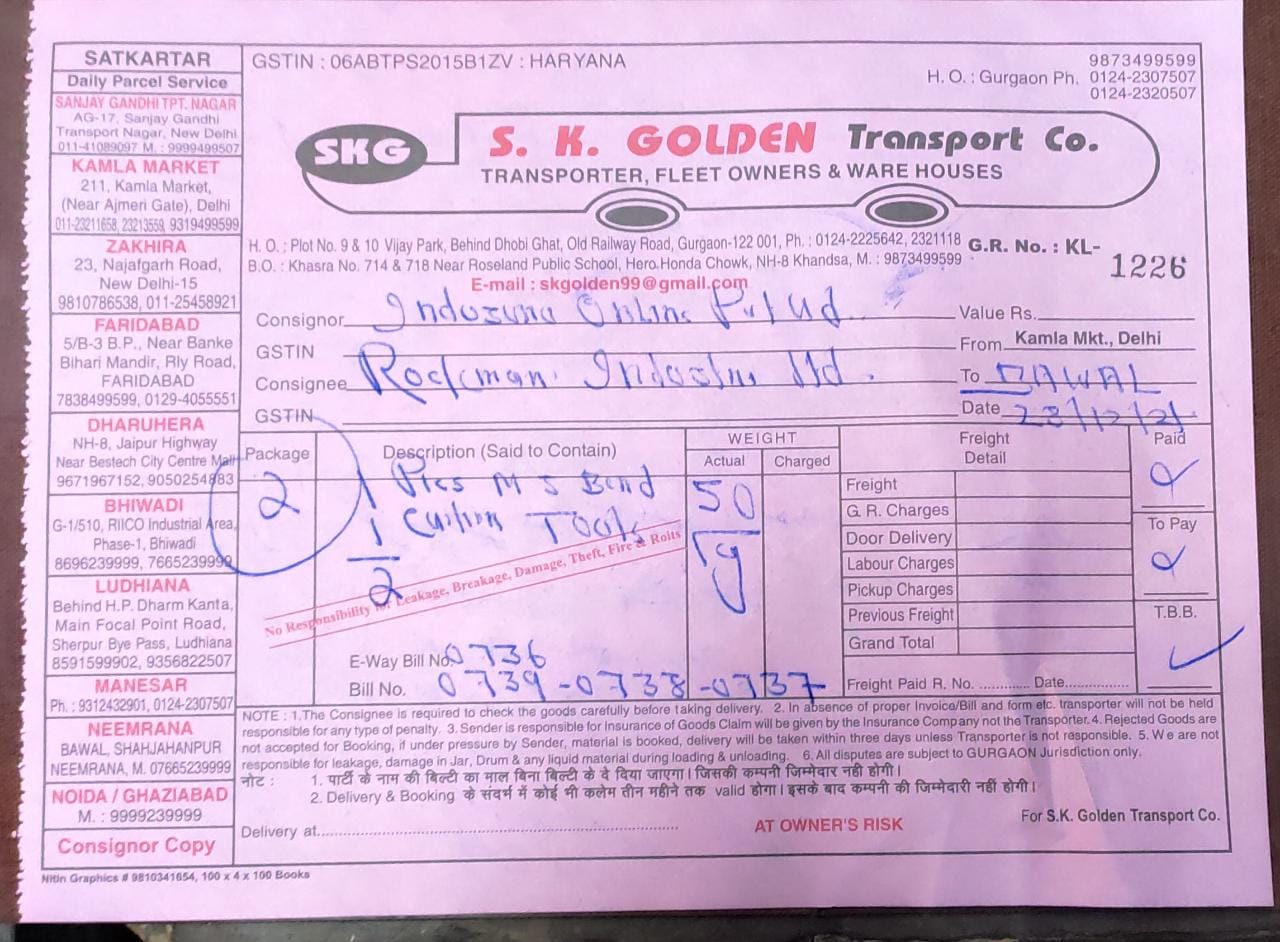 SATKARTAR
Daily Parcel Service
SANJAY GANDHI TPT. NAGAR
AG-17, Sanjay Gandhi
Transport Nagar, New Delhi
011-41089097 M. : 9999499507
KAMLA MARKET
211, Kamla Market,
(Near Ajmeri Gate), Delhi
011-23211658, 23213559, 9319499599
ZAKHIRA
23, Najafgarh Road,
New Delhi-15
9810786538, 011-25458921
FARIDABAD
5/B-3 B.P., Near Banke
Bihari Mandir, Rly Road,
FARIDABAD
7838499599, 0129-4055551
DHARUHERA
NH-8, Jaipur Highway
Near Bestech City Centre Mall
9671967152, 9050254883
BHIWADI
G-1/510, RIICO Industrial Area,
Phase-1, Bhiwadi
8696239999, 7665239999
LUDHIANA
Behind H.P. Dharm Kanta,
Main Focal Point Road,
Sherpur Bye Pass, Ludhiana
8591599902, 9356822507
MANESAR
Ph. : 9312432901, 0124-2307507
NEEMRANA
BAWAL, SHAHJAHANPUR
NEEMRANA, M. 07665239999
NOIDA / GHAZIABAD
M. : 9999239999
Consignor Copy
GSTIN : 06ABTPS2015B1ZV : HARYANA
9873499599
H. O. : Gurgaon Ph. 0124-2307507
0124-2320507
SKG
S. K. GOLDEN Transport Co.
TRANSPORTER, FLEET OWNERS & WARE HOUSES
H. O. : Plot No. 9 & 10 Vijay Park, Behind Dhobi Ghat, Old Railway Road, Gurgaon-122 001, Ph. : 0124-2225642, 2321118
B.O. : Khasra No. 714 & 718 Near Roseland Public School, Hero Honda Chowk, NH-8 Khandsa, M. : 9873499599
G.R. No. : KL- 1226
E-mail : skgolden99@gmail.com
Consignor Online Pvt Ltd
Value Rs.
GSTIN
From Kamla Mkt., Delhi
Consignee Rockman ltd.
To BAWAL
GSTIN
Date 23/12/21
Package
Description (Said to Contain)
WEIGHT
Actual Charged
Freight Detail
Paid
2
1 Pics M S Bend
1 Tools
2
50
Kg
Freight
G. R. Charges
Door Delivery
Labour Charges
Pickup Charges
Previous Freight
Grand Total
To Pay
T.B.B.
No Responsibility for Leakage, Breakage, Damage, Theft, Fire & Roits
E-Way Bill No. 0736
Bill No. 0739-0738-0737
Freight Paid R. No. ............ Date................
NOTE : 1.The Consignee is required to check the goods carefully before taking delivery. 2. In absence of proper Invoice/Bill and form etc. transporter will not be held
responsible for any type of penalty. 3. Sender is responsible for Insurance of Goods Claim will be given by the Insurance Company not the Transporter. 4. Rejected Goods are
not accepted for Booking, if under pressure by Sender, material is booked, delivery will be taken within three days unless Transporter is not responsible. 5. We are not
responsible for leakage, damage in Jar, Drum & any liquid material during loading & unloading. 6. All disputes are subject to GURGAON Jurisdiction only.
नोट : 1. पार्टी के नाम की बिल्टी का माल बिना बिल्टी के दे दिया जाएगा। जिसकी कम्पनी जिम्मेदार नही होगी।
2. Delivery & Booking के संदर्भ में कोई भी कलेम तीन महीने तक valid होगा। इसके बाद कम्पनी की जिम्मेदारी नहीं होगी।
Delivery at............................................................
AT OWNER'S RISK
For S.K. Golden Transport Co.
Nitin Graphics # 9810341654, 100 x 4 x 100 Books